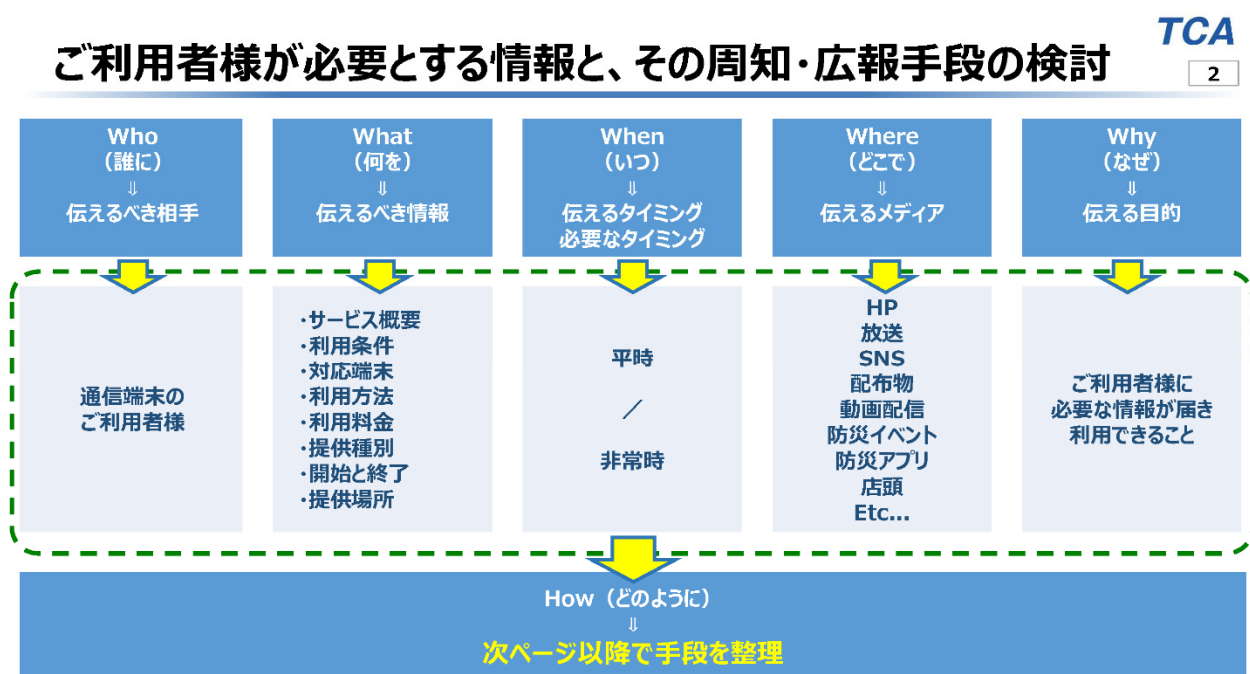 TCA
ご利用者様が必要とする情報と、その周知・広報手段の検討
2
Who
（誰に）
⇓
伝えるべき相手
What
（何を）
⇓
伝えるべき情報
When
（いつ）
⇓
伝えるタイミング
必要なタイミング
Where
（どこで）
⇓
伝えるメディア
Why
（なぜ）
⇓
伝える目的
通信端末の
ご利用者様
・サービス概要
・利用条件
・対応端末
・利用方法
・利用料金
・提供種別
・開始と終了
・提供場所
平時
／
非常時
HP
放送
SNS
配布物
動画配信
防災イベント
防災アプリ
店頭
Etc...
ご利用者様に
必要な情報が届き
利用できること
How（どのように）
⇓
次ページ以降で手段を整理